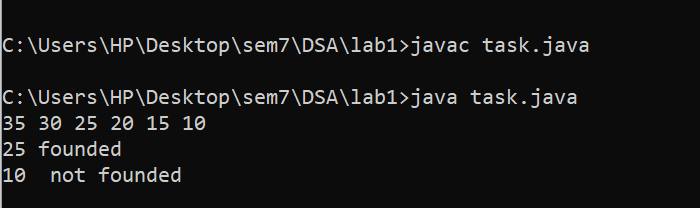 C:\Users\HP\Desktop\sem7\DSA\lab1>javac task.java
C:\Users\HP\Desktop\sem7\DSA\lab1>java task.java
35 30 25 20 15 10
25 founded
10  not founded